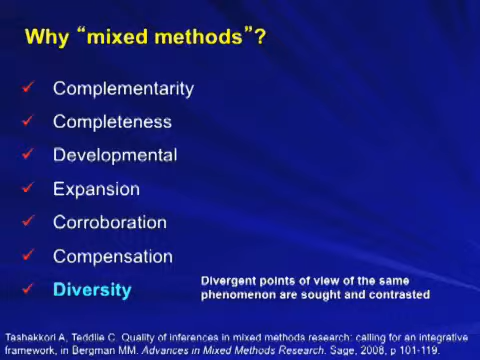 Why “mixed methods”?
Complementarity
Completeness
Developmental
Expansion
Corroboration
Compensation
Diversity
Divergent points of view of the same
phenomenon are sought and contrasted
Tashakkori A, Teddlie C. Quality of inferences in mixed methods research: calling for an integrative
framework, in Bergman MM. Advances in Mixed Methods Research. Sage, 2008, p 101-119.